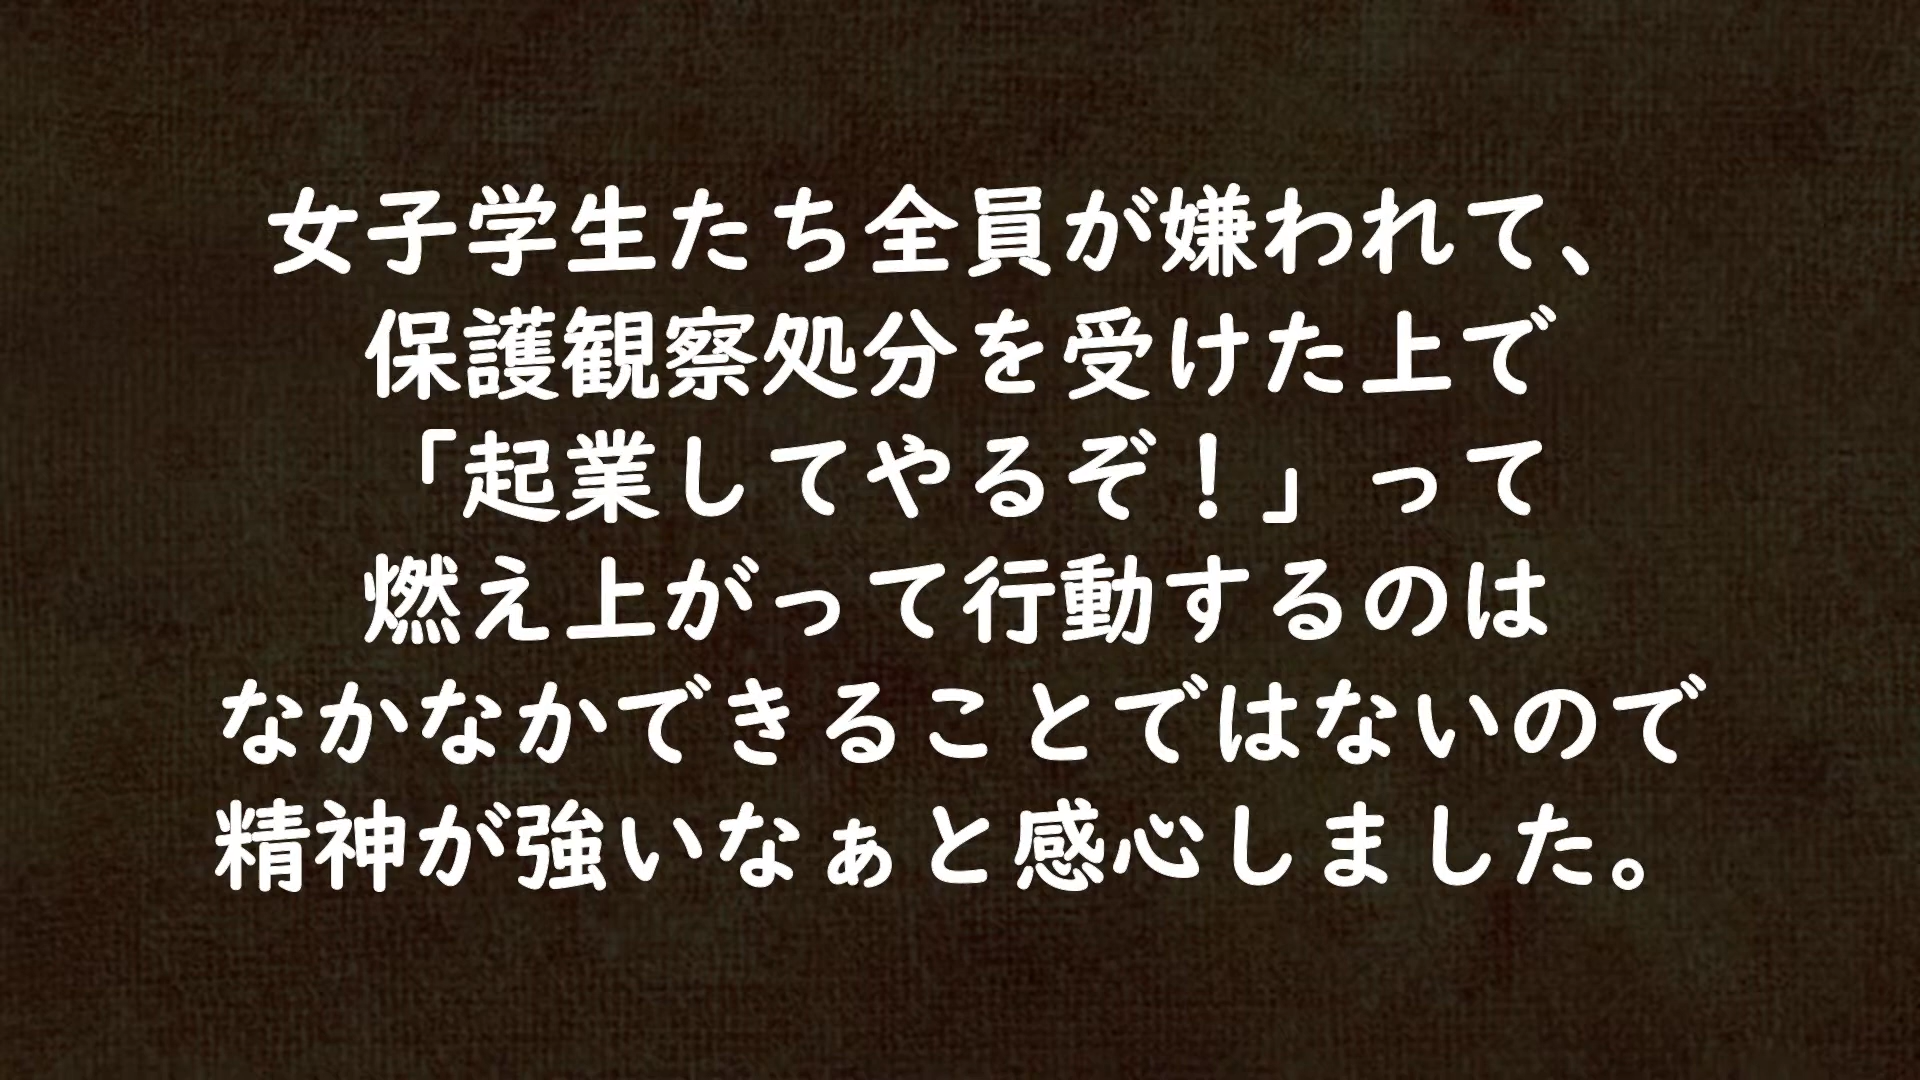 女子学生たち全員が嫌われて、
保護観察処分を受けた上で
「起業してやるぞ！」って
燃え上がって行動するのは
なかなかできることではないので
精神が強いなぁと感心しました。